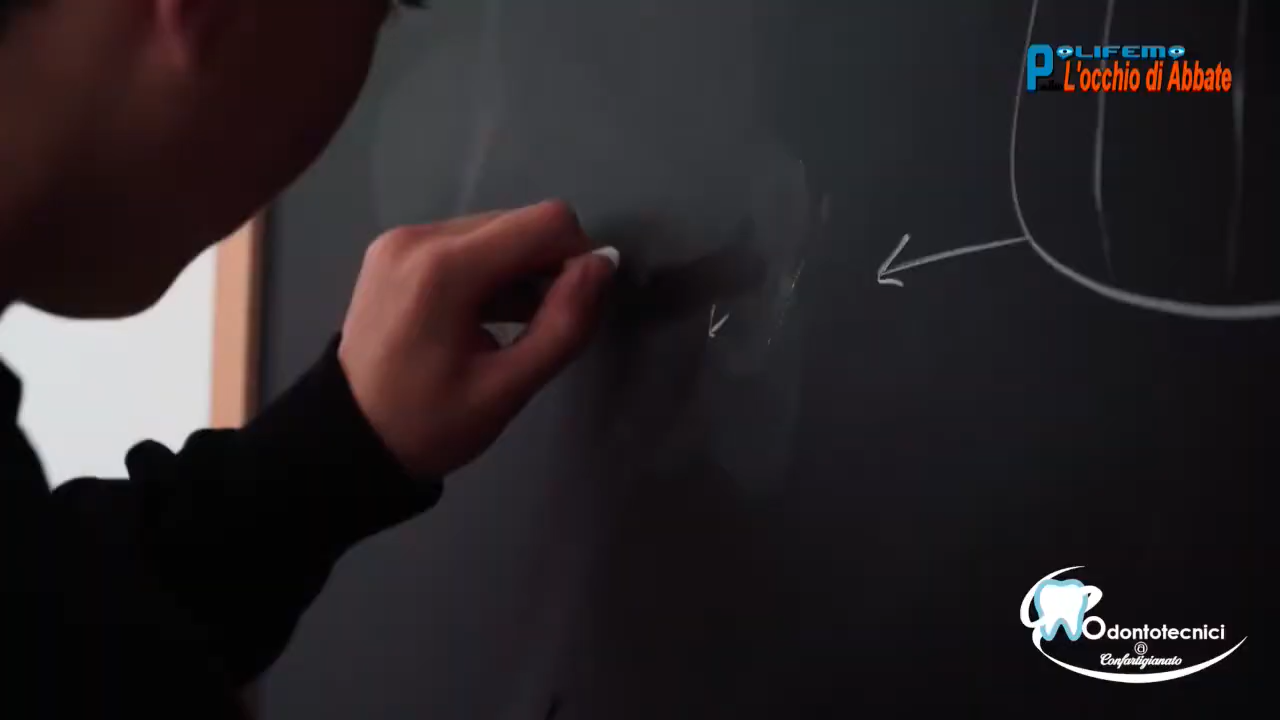 POLIFEMO
L'occhio di Abbate
Odontotecnici
@
Confartigianato